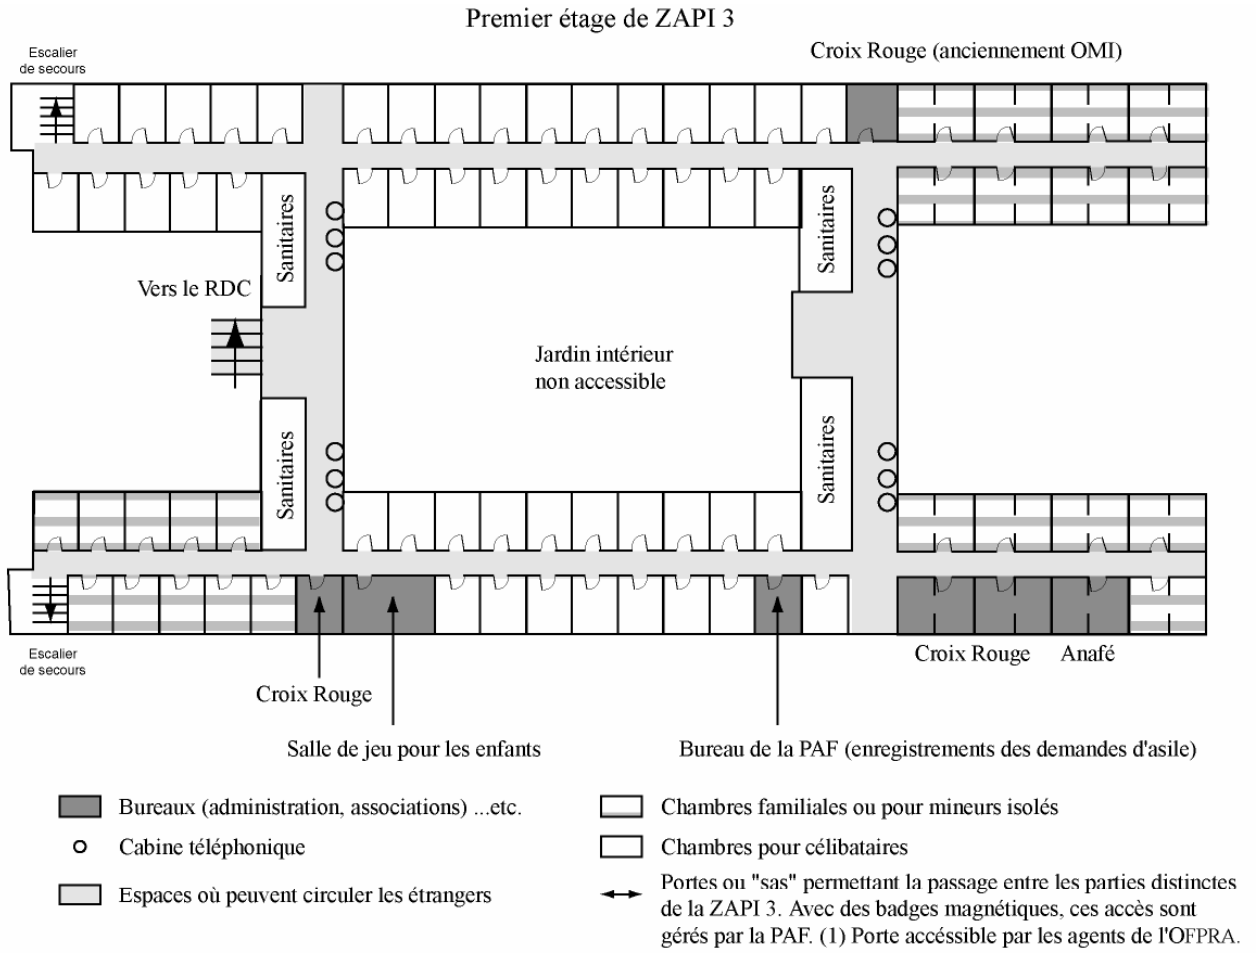 Premier étage de ZAPI 3
Escalier
de secours
Croix Rouge (anciennement OMI)
Sanitaires
Sanitaires
Vers le RDC
Jardin intérieur
non accessible
Sanitaires
Sanitaires
Escalier
de secours
Croix Rouge
Anafé
Croix Rouge
Salle de jeu pour les enfants
Bureau de la PAF (enregistrements des demandes d'asile)
Bureaux (administration, associations) ...etc.
Cabine téléphonique
Espaces où peuvent circuler les étrangers
Chambres familiales ou pour mineurs isolés
Chambres pour célibataires
Portes ou "sas" permettant la passage entre les parties distinctes
de la ZAPI 3. Avec des badges magnétiques, ces accès sont
gérés par la PAF. (1) Porte accéssible par les agents de l'OFPRA.